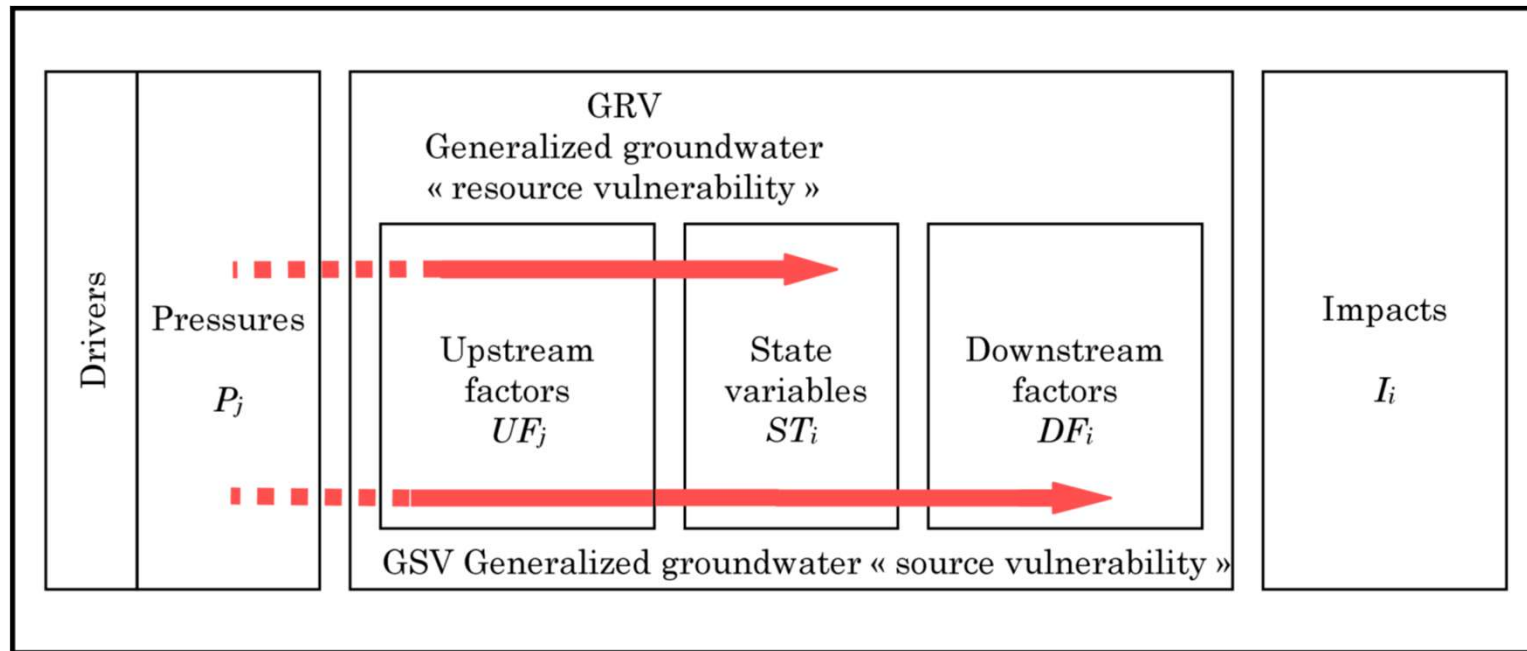 Drivers
Pressures
Pj
GRV
Generalized groundwater
« resource vulnerability »
Upstream
factors
UFj
State
variables
STi
Downstream
factors
DFi
GSV Generalized groundwater « source vulnerability »
Impacts
Ii